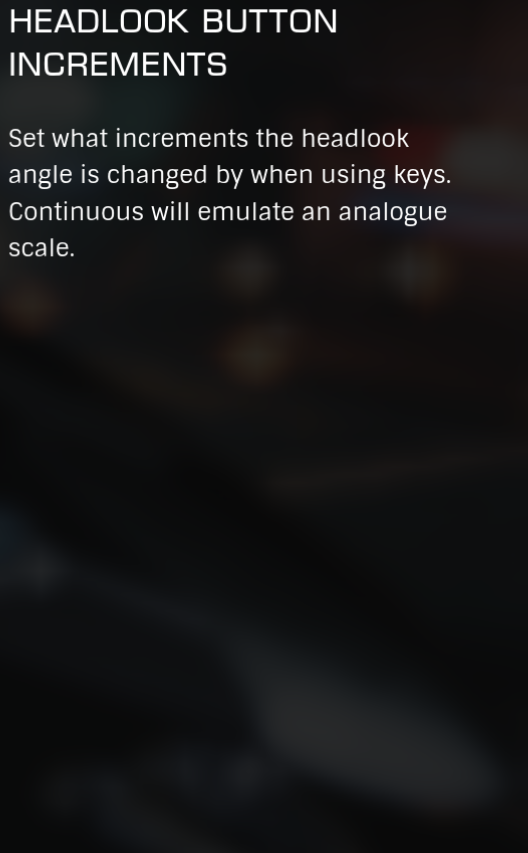 HEADLOOK BUTTON
INCREMENTS
Set what increments the headlook
angle is changed by when using keys.
Continuous will emulate an analogue
scale.